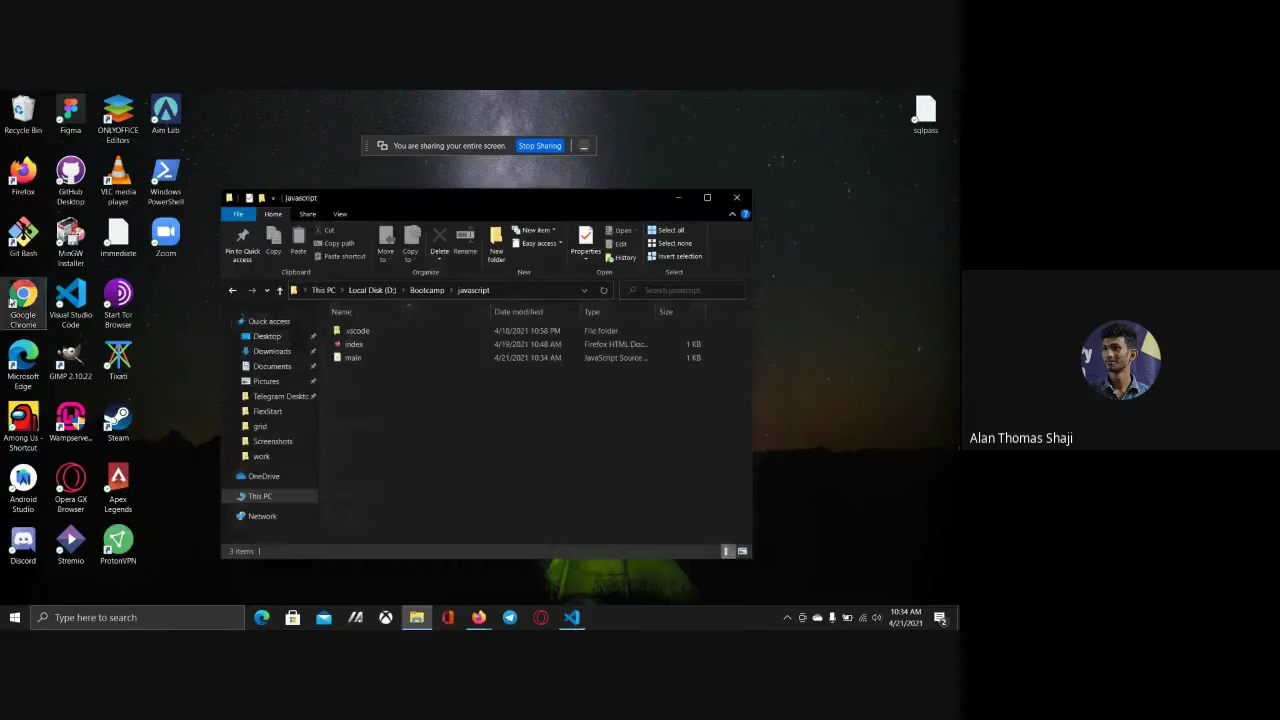 Recycle Bin
Figma
ONLYOFFICE
Editors
Aim Lab
Firefox
GitHub
Desktop
VLC media
player
Windows
PowerShell
Git Bash
MinGW
Installer
immediate
Zoom
Google
Chrome
Visual Studio
Code
Start Tor
Browser
Microsoft
Edge
GIMP 2.10.22
Tixati
Among Us -
Shortcut
Wampserve...
Steam
Android
Studio
Opera GX
Browser
Apex
Legends
Discord
Stremio
ProtonVPN
sqlpass
You are sharing your entire screen.
Stop Sharing
javascript
File
Home
Share
View
Pin to Quick
access
Copy
Paste
Cut
Copy path
Paste shortcut
Clipboard
Move
to
Copy
to
Delete
Rename
Organize
New
folder
New item
Easy access
New
Properties
Open
Edit
History
Open
Select all
Select none
Invert selection
Select
This PC
Local Disk (D:)
Bootcamp
javascript
Search javascript
Quick access
Desktop
Downloads
Documents
Pictures
Telegram Deskto
FlexStart
grid
Screenshots
work
OneDrive
This PC
Network
Name Date modified Type Size
.vscode 4/18/2021 10:58 PM File folder
index 4/19/2021 10:48 AM Firefox HTML Doc... 1 KB
main 4/21/2021 10:34 AM JavaScript Source ... 1 KB
3 items
Type here to search
10:34 AM
4/21/2021
Alan Thomas Shaji